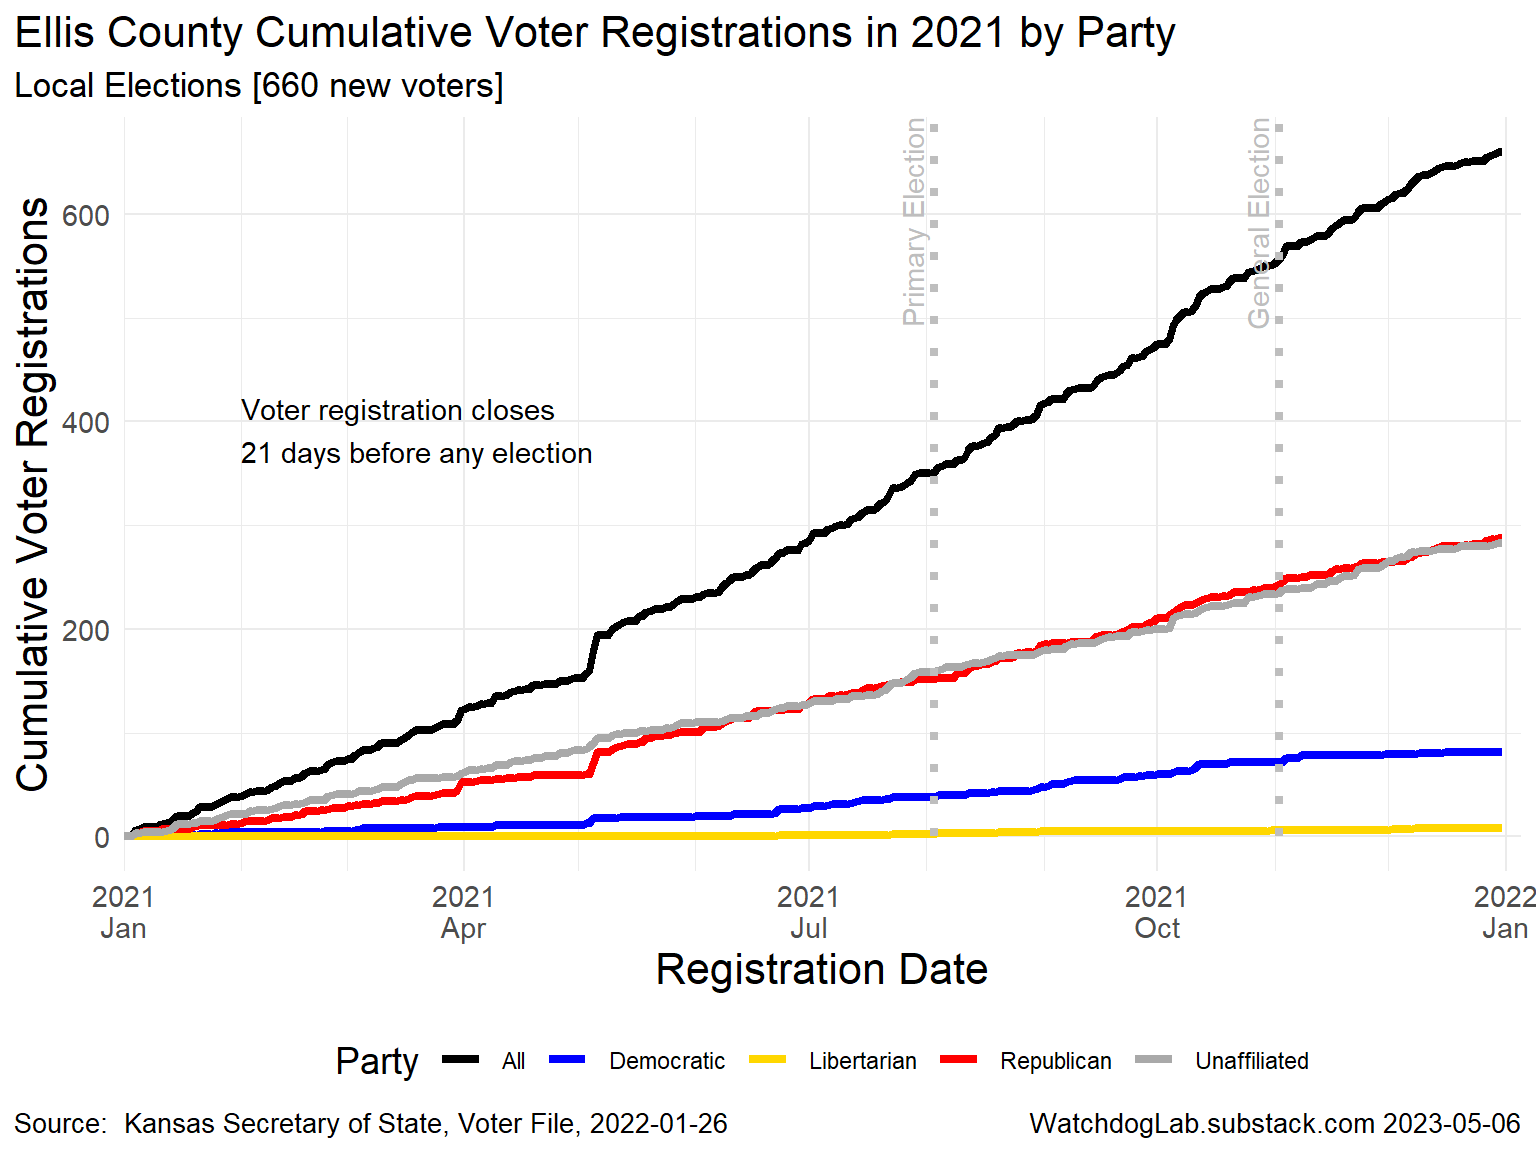 Ellis County Cumulative Voter Registrations in 2021 by Party
Local Elections [660 new voters]
Cumulative Voter Registrations
600
400
200
0
Primary Election
General Election
Voter registration closes
21 days before any election
2021 2021 2021 2021 2022
Jan Apr Jul Oct Jan
Registration Date
Party All Democratic Libertarian Republican Unaffiliated
Source:  Kansas Secretary of State, Voter File, 2022-01-26
WatchdogLab.substack.com 2023-05-06